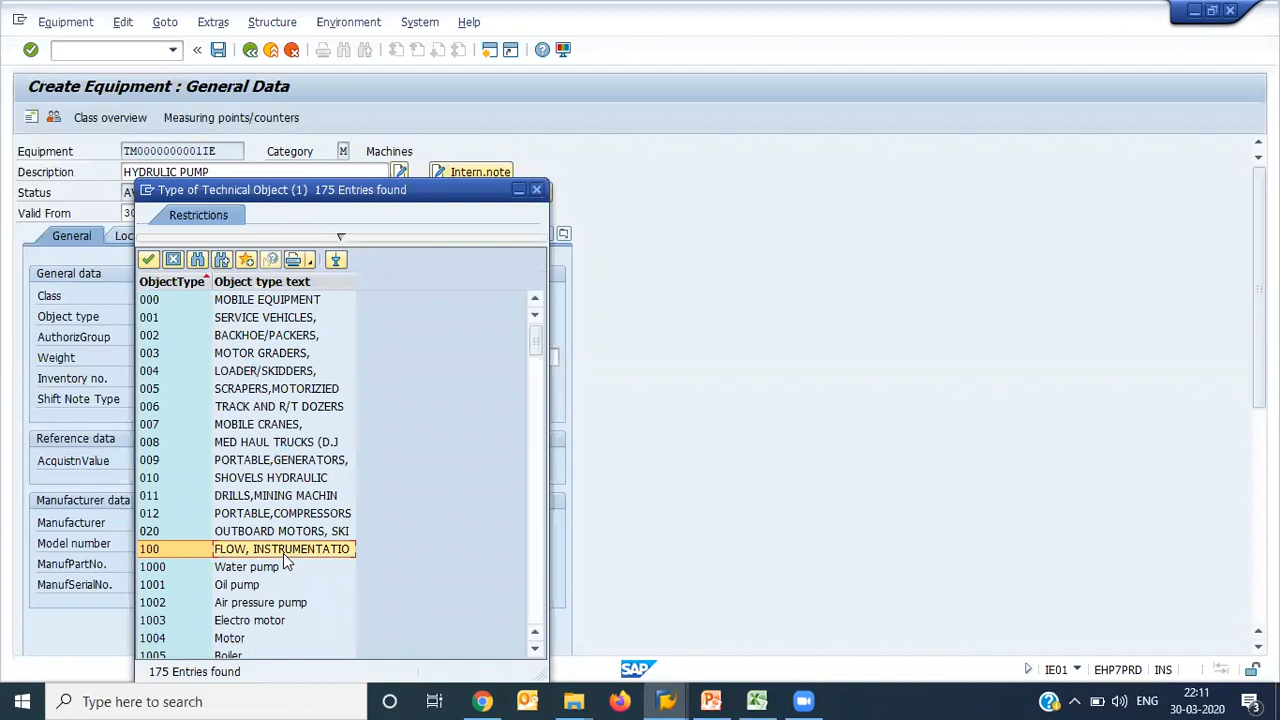 Equipment Edit Goto Extras Structure Environment System Help
Create Equipment : General Data
Class overview Measuring points/counters
Equipment TM0000000001IE Category M Machines
Description HYDRULIC PUMP Intern.note
Status AV
Valid From 30
Type of Technical Object (1) 175 Entries found
Restrictions
General Loc
General data
Class
Object type
AuthorizGroup
Weight
Inventory no.
Shift Note Type
Reference data
AcquistnValue
Manufacturer data
Manufacturer
Model number
ManufPartNo.
ManufSerialNo.
ObjectType Object type text
000 MOBILE EQUIPMENT
001 SERVICE VEHICLES,
002 BACKHOE/PACKERS,
003 MOTOR GRADERS,
004 LOADER/SKIDDERS,
005 SCRAPERS,MOTORIZIED
006 TRACK AND R/T DOZERS
007 MOBILE CRANES,
008 MED HAUL TRUCKS (D.J
009 PORTABLE,GENERATORS,
010 SHOVELS HYDRAULIC
011 DRILLS,MINING MACHIN
012 PORTABLE,COMPRESSORS
020 OUTBOARD MOTORS, SKI
100 FLOW, INSTRUMENTATIO
1000 Water pump
1001 Oil pump
1002 Air pressure pump
1003 Electro motor
1004 Motor
1005 Boiler
175 Entries found
SAP IE01 EHP7PRD INS
Type here to search
ENG 22:11
30-03-2020 3